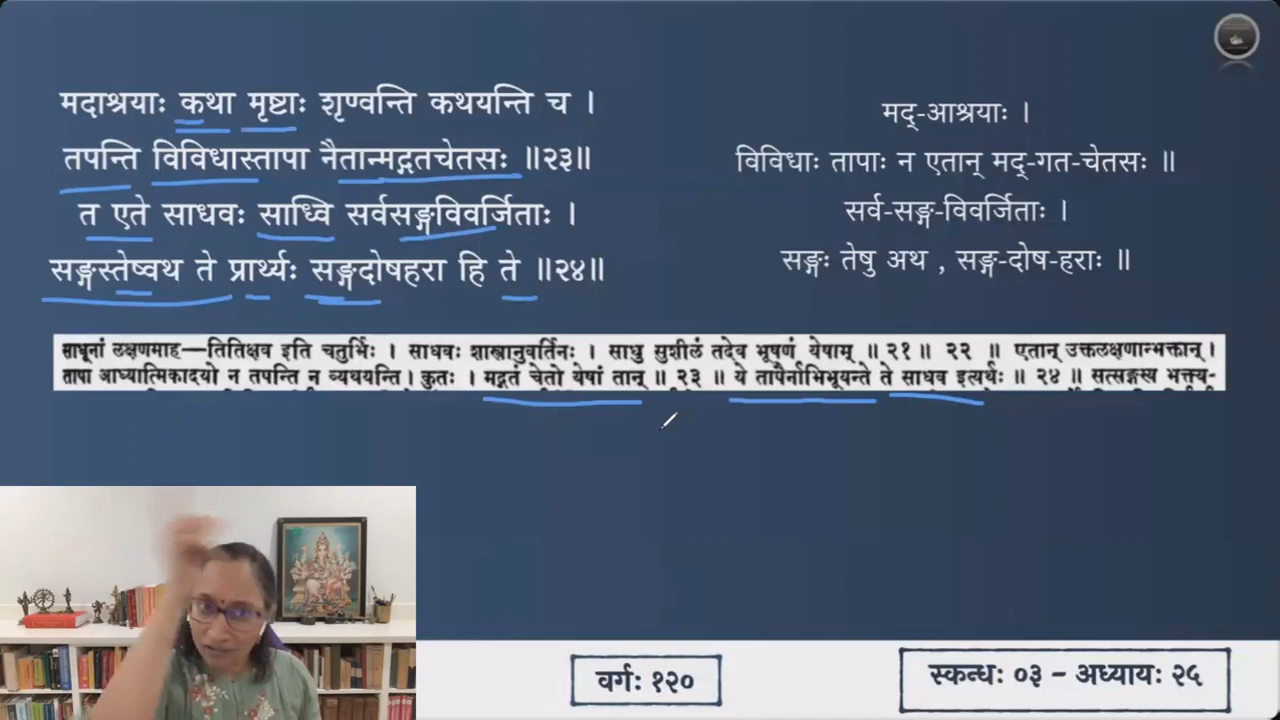 मदाश्रयाः कथा मृष्टाः शृण्वन्ति कथयन्ति च ।
तपन्ति विविधास्तापा नैतान्मद्गतचेतसः ॥२३॥
त एते साधवः साध्वि सर्वसङ्गविवर्जिताः ।
सङ्गस्तेष्वथ ते प्रार्थ्यः सङ्गदोषहरा हि ते ॥२४॥
मद्-आश्रयाः ।
विविधाः तापाः न एतान् मद्-गत-चेतसः ॥
सर्व-सङ्ग-विवर्जिताः ।
सङ्गः तेषु अथ , सङ्ग-दोष-हराः ॥
साधूनां लक्षणमाह—तितिक्षव इति चतुर्भिः । साधवः शास्त्रानुवर्तिनः । साधु सुशीलं तदेव भूषणं येषाम् ॥ २१ ॥ २२ ॥ एतान् उक्तलक्षणान्भक्तान् ।
तापा आध्यात्मिकादयो न तपन्ति न व्यथयन्ति । कुतः । मद्गतं चेतो येषां तान् ॥ २३ ॥ ये तापैर्नाभिभूयन्ते ते साधव इत्यर्थः ॥ २४ ॥ सत्सङ्गस्य भक्त्य-
वर्गः १२०
स्कन्धः ०३ – अध्यायः २५